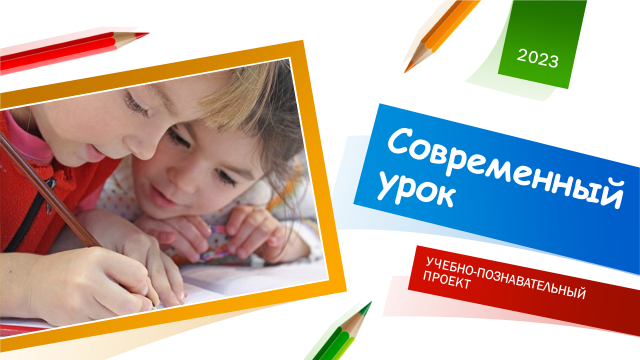 2023
Современный
урок
УЧЕБНО-ПОЗНАВАТЕЛЬНЫЙ
ПРОЕКТ